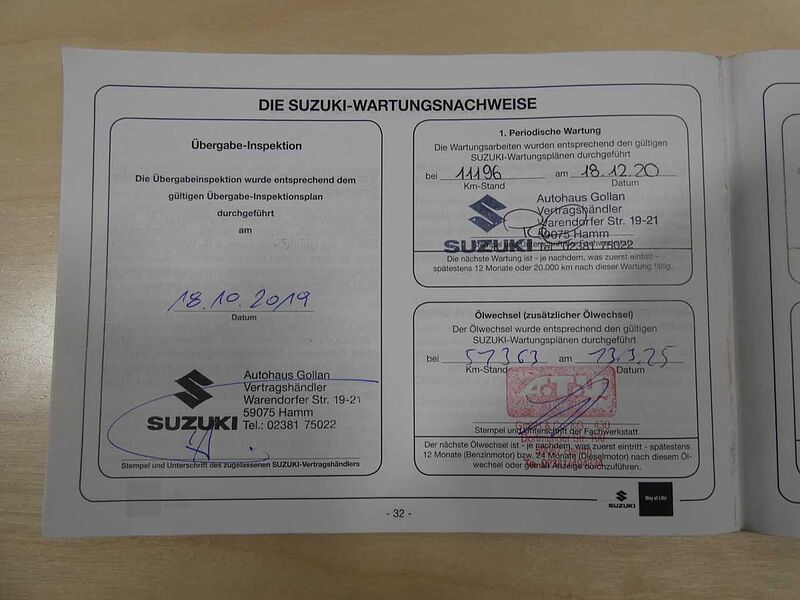 DIE SUZUKI-WARTUNGSNACHWEISE
Übergabe-Inspektion
Die Übergabeinspektion wurde entsprechend dem
gültigen Übergabe-Inspektionsplan
durchgeführt
am
18.10.2019
Datum
Autohaus Gollan
Vertragshändler
Warendorfer Str. 19-21
59075 Hamm
SUZUKI Tel.: 02381 75022
Stempel und Unterschrift des zugelassenen SUZUKI-Vertragshändlers
1. Periodische Wartung
Die Wartungsarbeiten wurden entsprechend den gültigen
SUZUKI-Wartungsplänen durchgeführt
bei 11196 am 18.12.20
Km-Stand Datum
Autohaus Gollan
Vertragshändler
Warendorfer Str. 19-21
59075 Hamm
SUZUKI Tel.: 02381 75022
Die nächste Wartung ist - je nachdem, was zuerst eintritt -
spätestens 12 Monate oder 20.000 km nach dieser Wartung fällig.
Ölwechsel (zusätzlicher Ölwechsel)
Der Ölwechsel wurde entsprechend den gültigen
SUZUKI-Wartungsplänen durchgeführt
bei 57363 am 13.3.25
Km-Stand Datum
Stempel und Unterschrift der Fachwerkstatt
Der nächste Ölwechsel ist - je nachdem, was zuerst eintritt - spätestens
12 Monate (Benzinmotor) bzw. 24 Monate (Dieselmotor) nach diesem Öl-
wechsel oder gemäß Anzeige durchzuführen.
SUZUKI Way of Life!
- 32 -